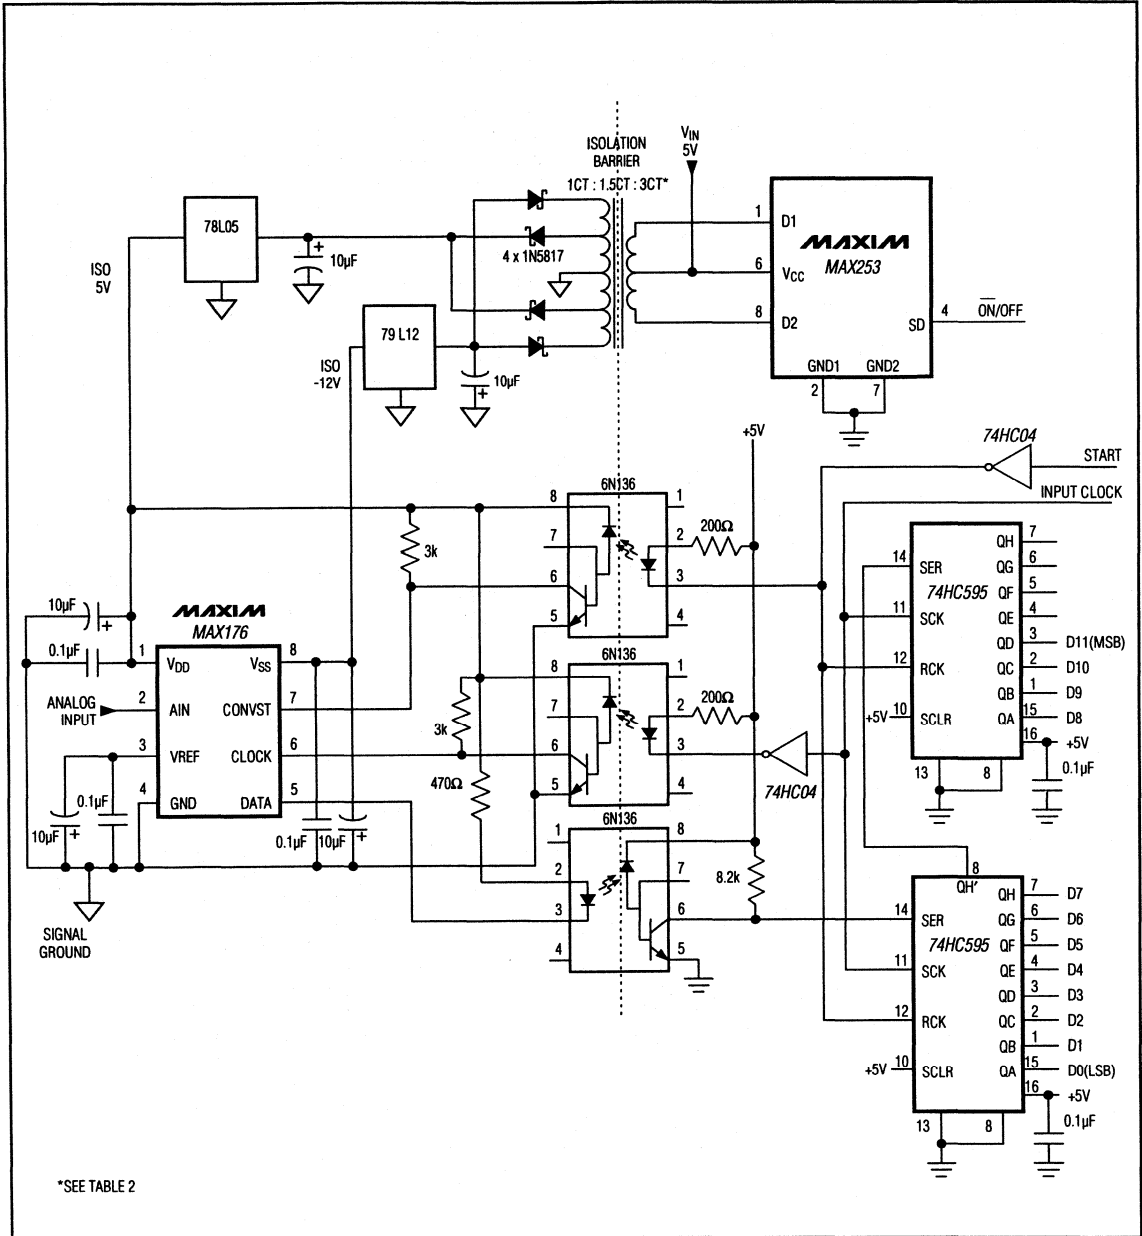 ISOLATION
BARRIER
1CT : 1.5CT : 3CT*
VIN
5V
78L05
10µF
+
ISO
5V
4 x 1N5817
79 L12
ISO
-12V
10µF
+
1
D1
6
VCC
8
D2
MAXIM
MAX253
SD
4
ON/OFF
GND1
GND2
2
7
+5V
74HC04
START
INPUT CLOCK
6N136
8
7
6
5
1
2
3
4
200Ω
3k
10µF
+
0.1µF
MAXIM
MAX176
1
VDD
2
AIN
3
VREF
4
GND
VSS
8
CONVST
7
CLOCK
6
DATA
5
ANALOG
INPUT
10µF
+
0.1µF
0.1µF
10µF
+
SIGNAL
GROUND
6N136
8
7
6
5
1
2
3
4
200Ω
3k
470Ω
74HC04
6N136
1
2
3
4
8
7
6
5
8.2k
74HC595
14
SER
11
SCK
12
RCK
+5V
10
SCLR
QH
7
QG
6
QF
5
QE
4
QD
3
D11(MSB)
QC
2
D10
QB
1
D9
QA
15
D8
16
+5V
0.1µF
13
8
8
QH'
74HC595
14
SER
11
SCK
12
RCK
+5V
10
SCLR
QH
7
D7
QG
6
D6
QF
5
D5
QE
4
D4
QD
3
D3
QC
2
D2
QB
1
D1
QA
15
D0(LSB)
16
+5V
0.1µF
13
8
*SEE TABLE 2